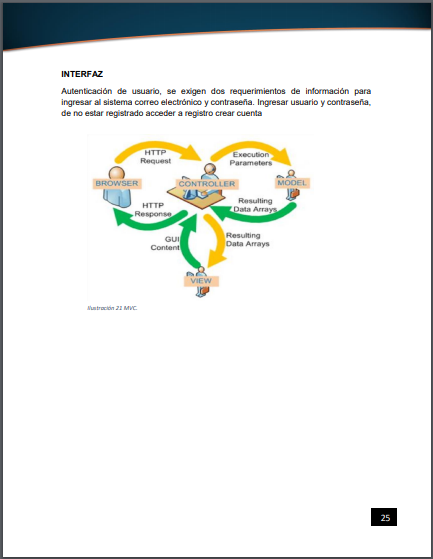 INTERFAZ
Autenticación de usuario, se exigen dos requerimientos de información para
ingresar al sistema correo electrónico y contraseña. Ingresar usuario y contraseña,
de no estar registrado acceder a registro crear cuenta
HTTP
Request
Execution
Parameters
BROWSER
CONTROLLER
MODEL
HTTP
Response
Resulting
Data Arrays
GUI
Content
Resulting
Data Arrays
VIEW
Ilustración 21 MVC.
25